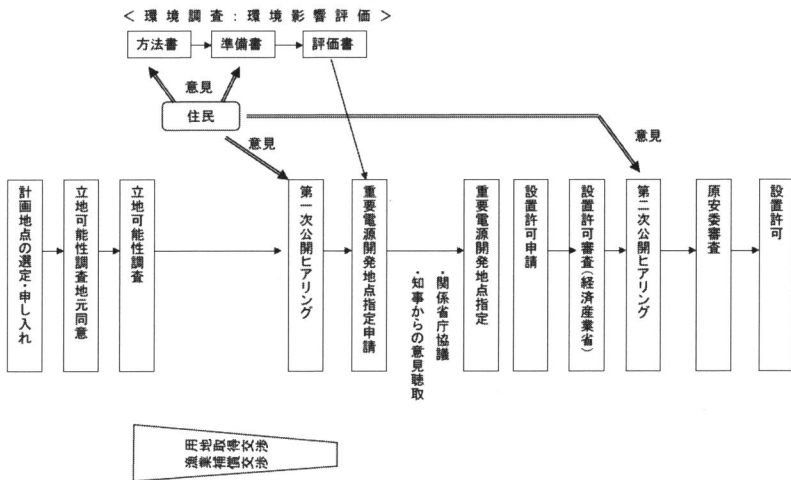 ＜環境調査：環境影響評価＞
方法書
準備書
評価書
意見
住民
意見
意見
計画地点の選定・申し入れ
立地可能性調査地元同意
立地可能性調査
第一次公開ヒアリング
重要電源開発地点指定申請
・関係省庁協議
・知事からの意見聴取
重要電源開発地点指定
設置許可申請
設置許可審査（経済産業省）
第二次公開ヒアリング
原安委審査
設置許可
用地取得交渉
漁業補償交渉